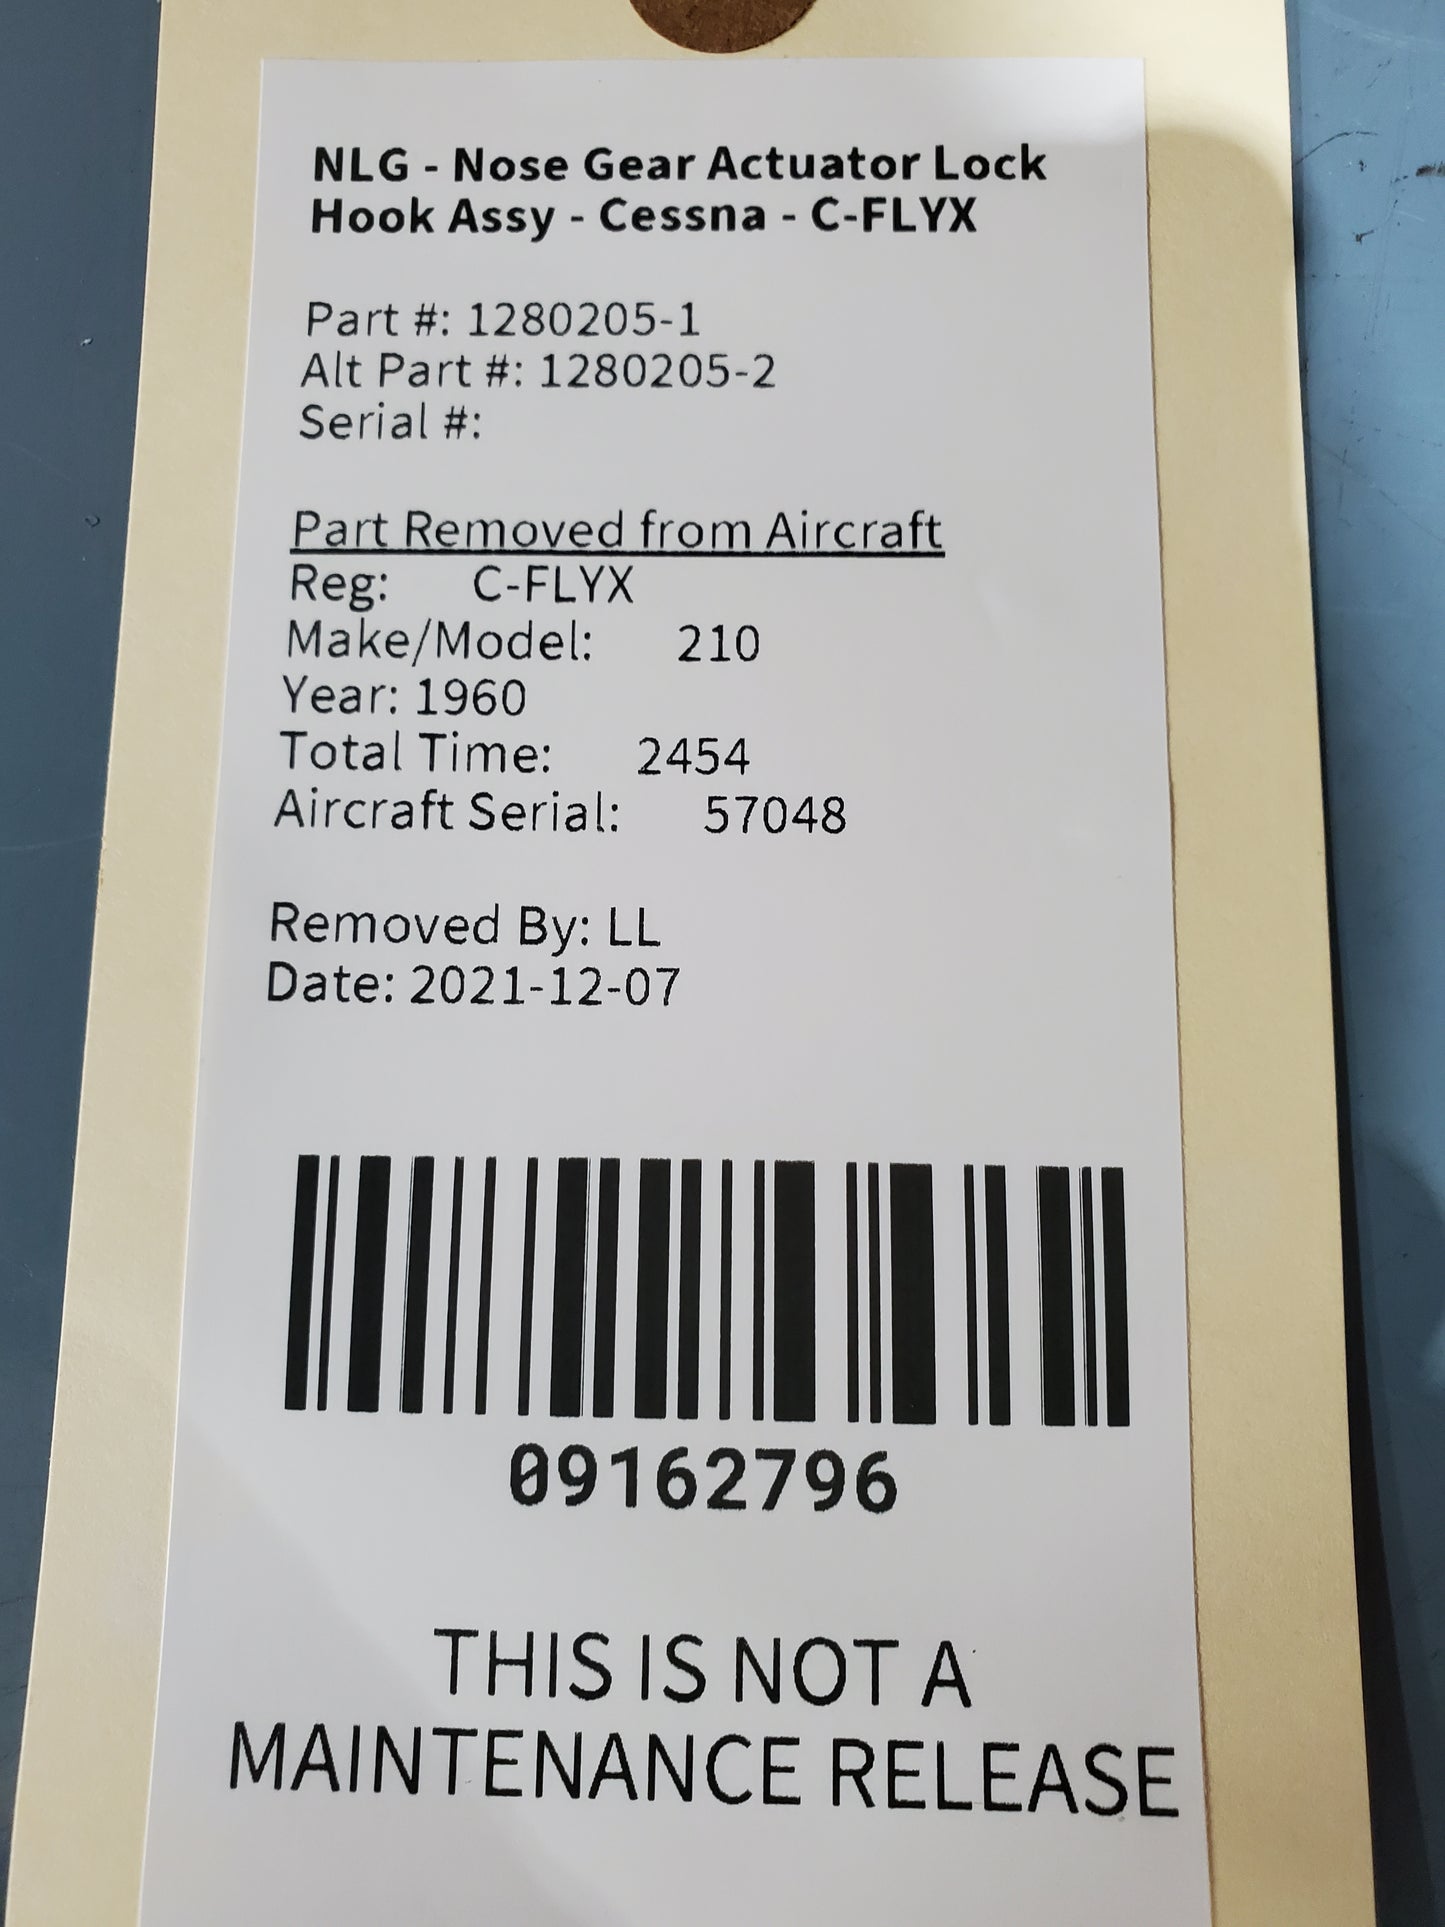 NLG - Nose Gear Actuator Lock
Hook Assy - Cessna - C-FLYX
Part #: 1280205-1
Alt Part #: 1280205-2
Serial #:
Part Removed from Aircraft
Reg: C-FLYX
Make/Model: 210
Year: 1960
Total Time: 2454
Aircraft Serial: 57048
Removed By: LL
Date: 2021-12-07
09162796
THIS IS NOT A
MAINTENANCE RELEASE